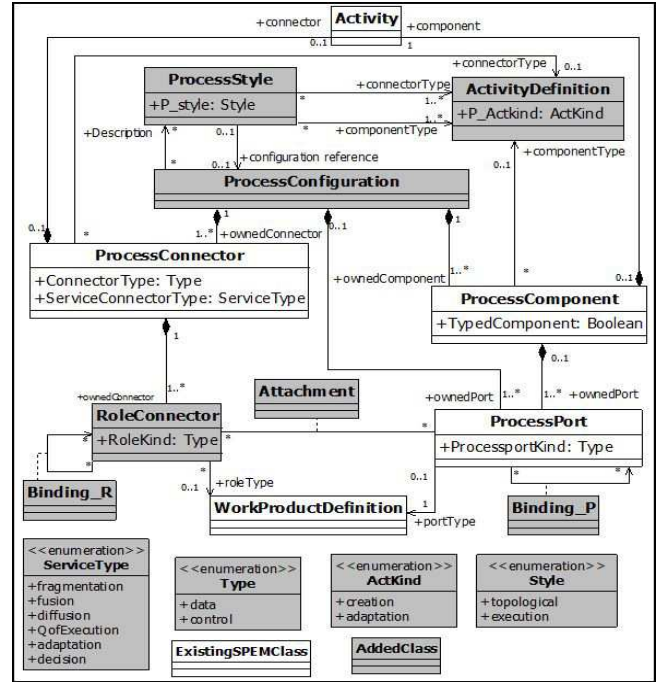 Activity
+connector
+component
0..1
1
+connectorType
0..1
ProcessStyle
+P_style: Style
+connectorType
*
1..*
*
1..*
+componentType
ActivityDefinition
+P_Actkind: ActKind
+Description
*
0..1
*
+configuration reference
0..1
+componentType
ProcessConfiguration
1
0..1
1
0..1
*
1..*
+ownedConnector
ProcessConnector
+ConnectorType: Type
+ServiceConnectorType: ServiceType
+ownedComponent
1..*
*
0..1
ProcessComponent
+TypedComponent: Boolean
1
0..1
1..*
+ownedConnector
Attachment
+ownedPort
1..*
1..*
+ownedPort
RoleConnector
+RoleKind: Type
*
*
ProcessPort
+ProcessportKind: Type
*
*
*
0..1
*
*
Binding_R
0..1
+roleType
WorkProductDefinition
1
+portType
Binding_P
<<enumeration>>
ServiceType
+fragmentation
+fusion
+diffusion
+QofExecution
+adaptation
+decision
<<enumeration>>
Type
+data
+control
<<enumeration>>
ActKind
+creation
+adaptation
<<enumeration>>
Style
+topological
+execution
ExistingSPEMClass
AddedClass